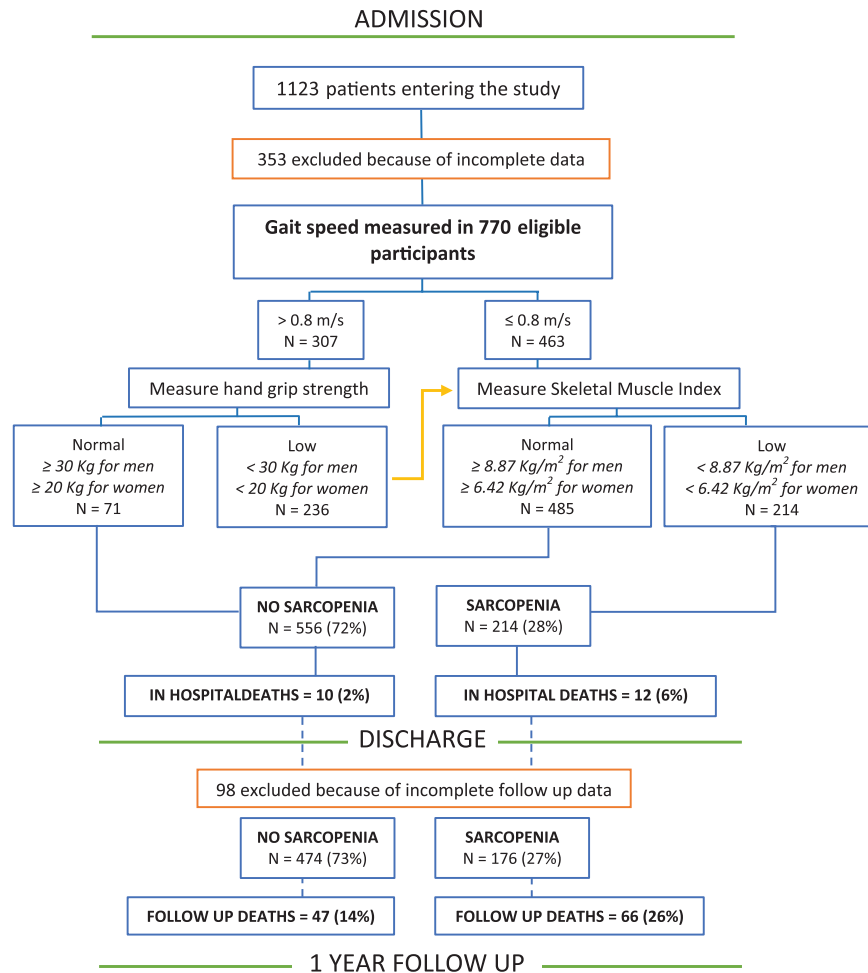 ADMISSION
1123 patients entering the study
353 excluded because of incomplete data
Gait speed measured in 770 eligible
participants
> 0.8 m/s
N = 307
≤ 0.8 m/s
N = 463
Measure hand grip strength
Measure Skeletal Muscle Index
Normal
≥ 30 Kg for men
≥ 20 Kg for women
N = 71
Low
< 30 Kg for men
< 20 Kg for women
N = 236
Normal
≥ 8.87 Kg/m² for men
≥ 6.42 Kg/m² for women
N = 485
Low
< 8.87 Kg/m² for men
< 6.42 Kg/m² for women
N = 214
NO SARCOPENIA
N = 556 (72%)
SARCOPENIA
N = 214 (28%)
IN HOSPITALDEATHS = 10 (2%)
IN HOSPITAL DEATHS = 12 (6%)
DISCHARGE
98 excluded because of incomplete follow up data
NO SARCOPENIA
N = 474 (73%)
SARCOPENIA
N = 176 (27%)
FOLLOW UP DEATHS = 47 (14%)
FOLLOW UP DEATHS = 66 (26%)
1 YEAR FOLLOW UP